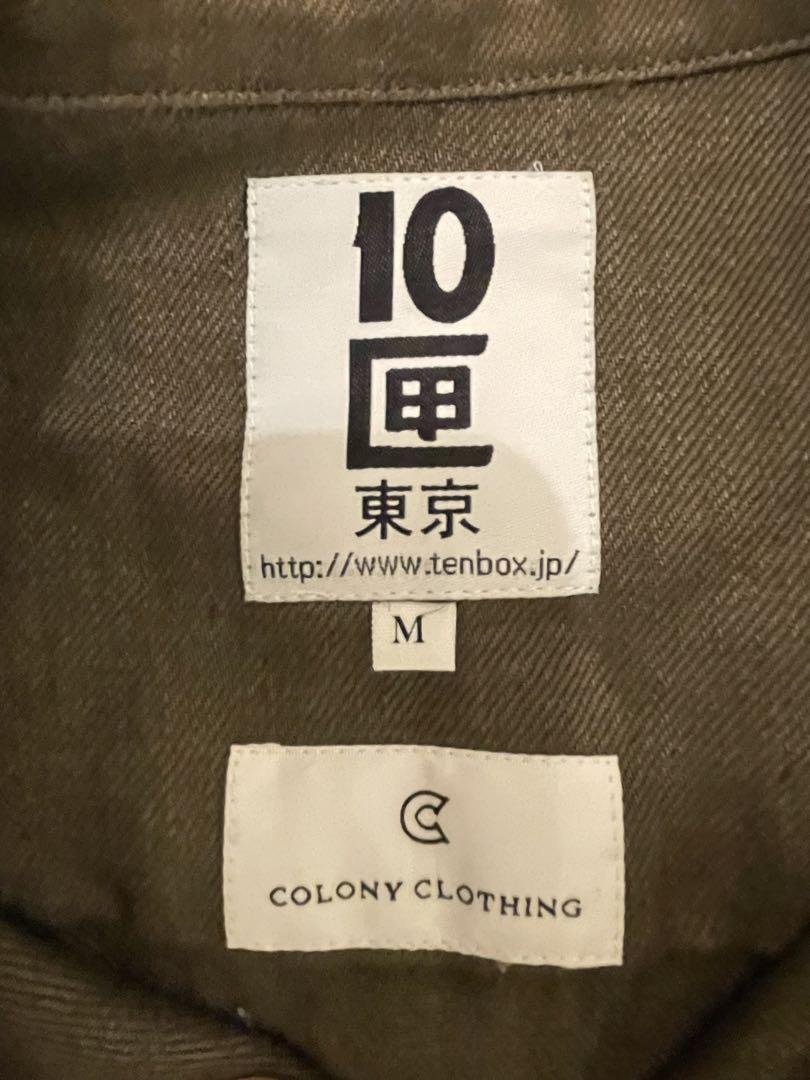 10
匣
東京
http://www.tenbox.jp/
M
COLONY CLOTHING